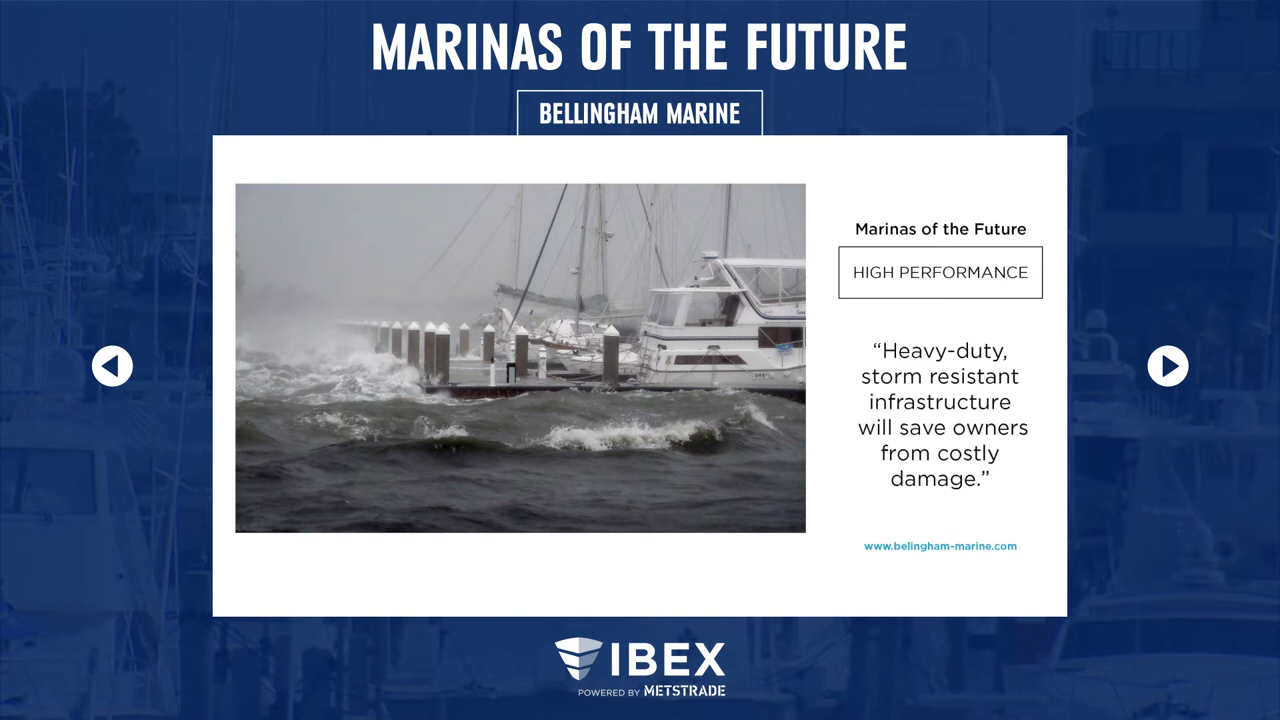 MARINAS OF THE FUTURE
BELLINGHAM MARINE
Marinas of the Future
HIGH PERFORMANCE
“Heavy-duty,
storm resistant
infrastructure
will save owners
from costly
damage.”
www.belingham-marine.com
IBEX
POWERED BY METSTRADE